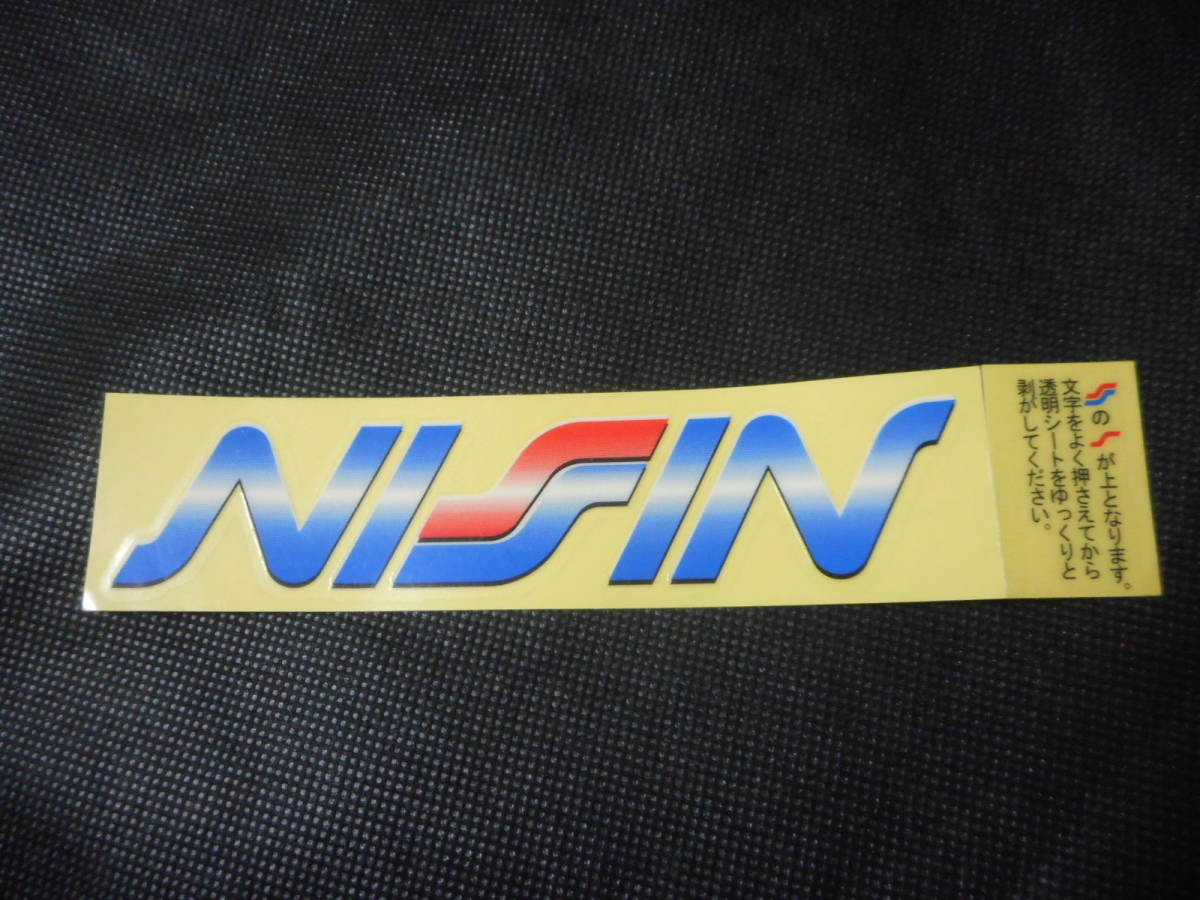 NISSIN
Sのsが上となります。
文字をよく押さえてから
透明シートをゆっくりと
剥がしてください。